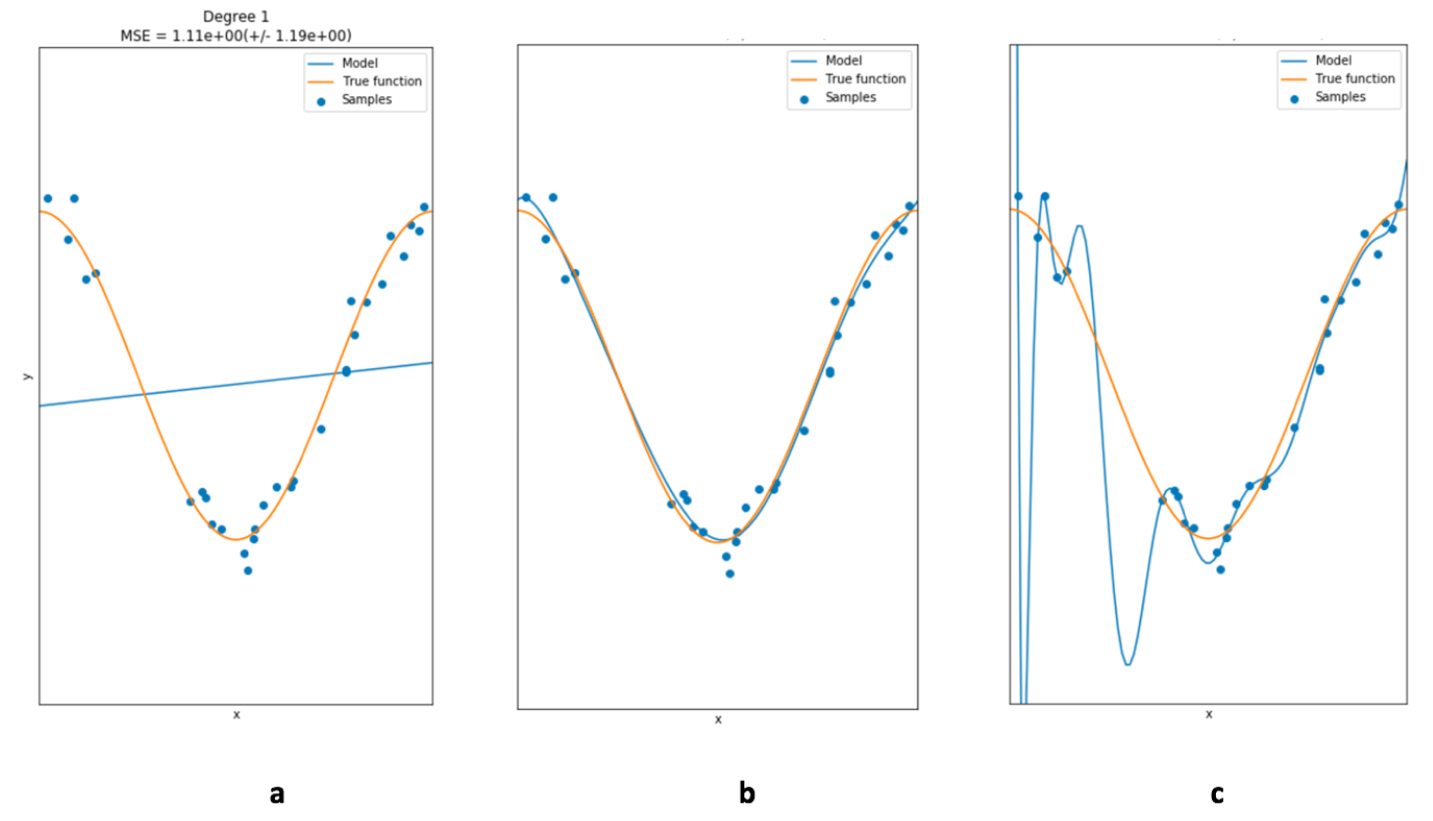 Degree 1
MSE = 1.11e+00(+/- 1.19e+00)
Model
True function
Samples
y
x
Model
True function
Samples
x
Model
True function
Samples
x
a
b
c